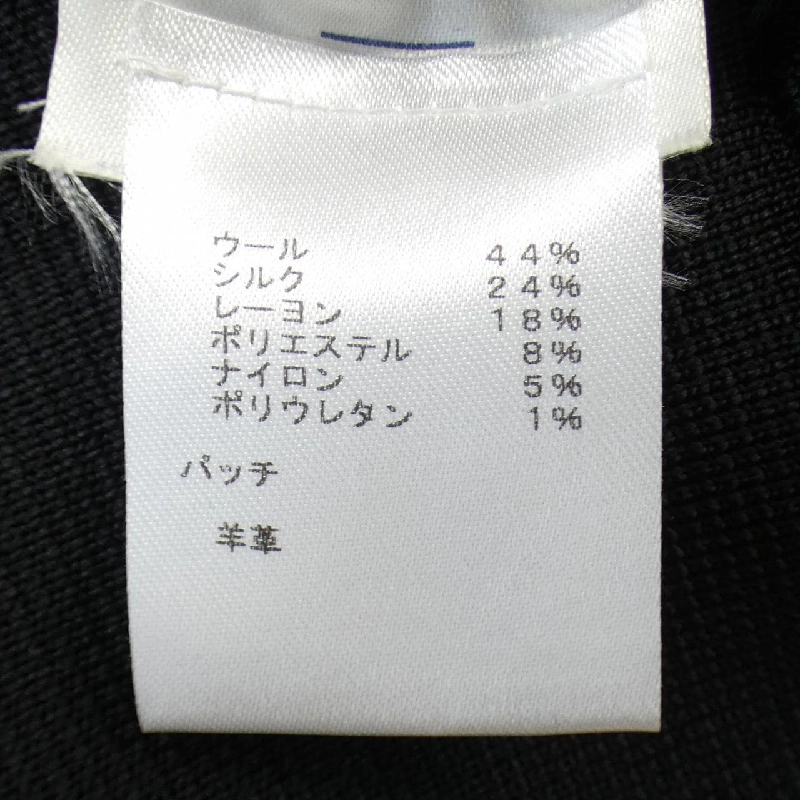 ウール 44%
シルク 24%
レーヨン 18%
ポリエステル 8%
ナイロン 5%
ポリウレタン 1%
パッチ
羊革